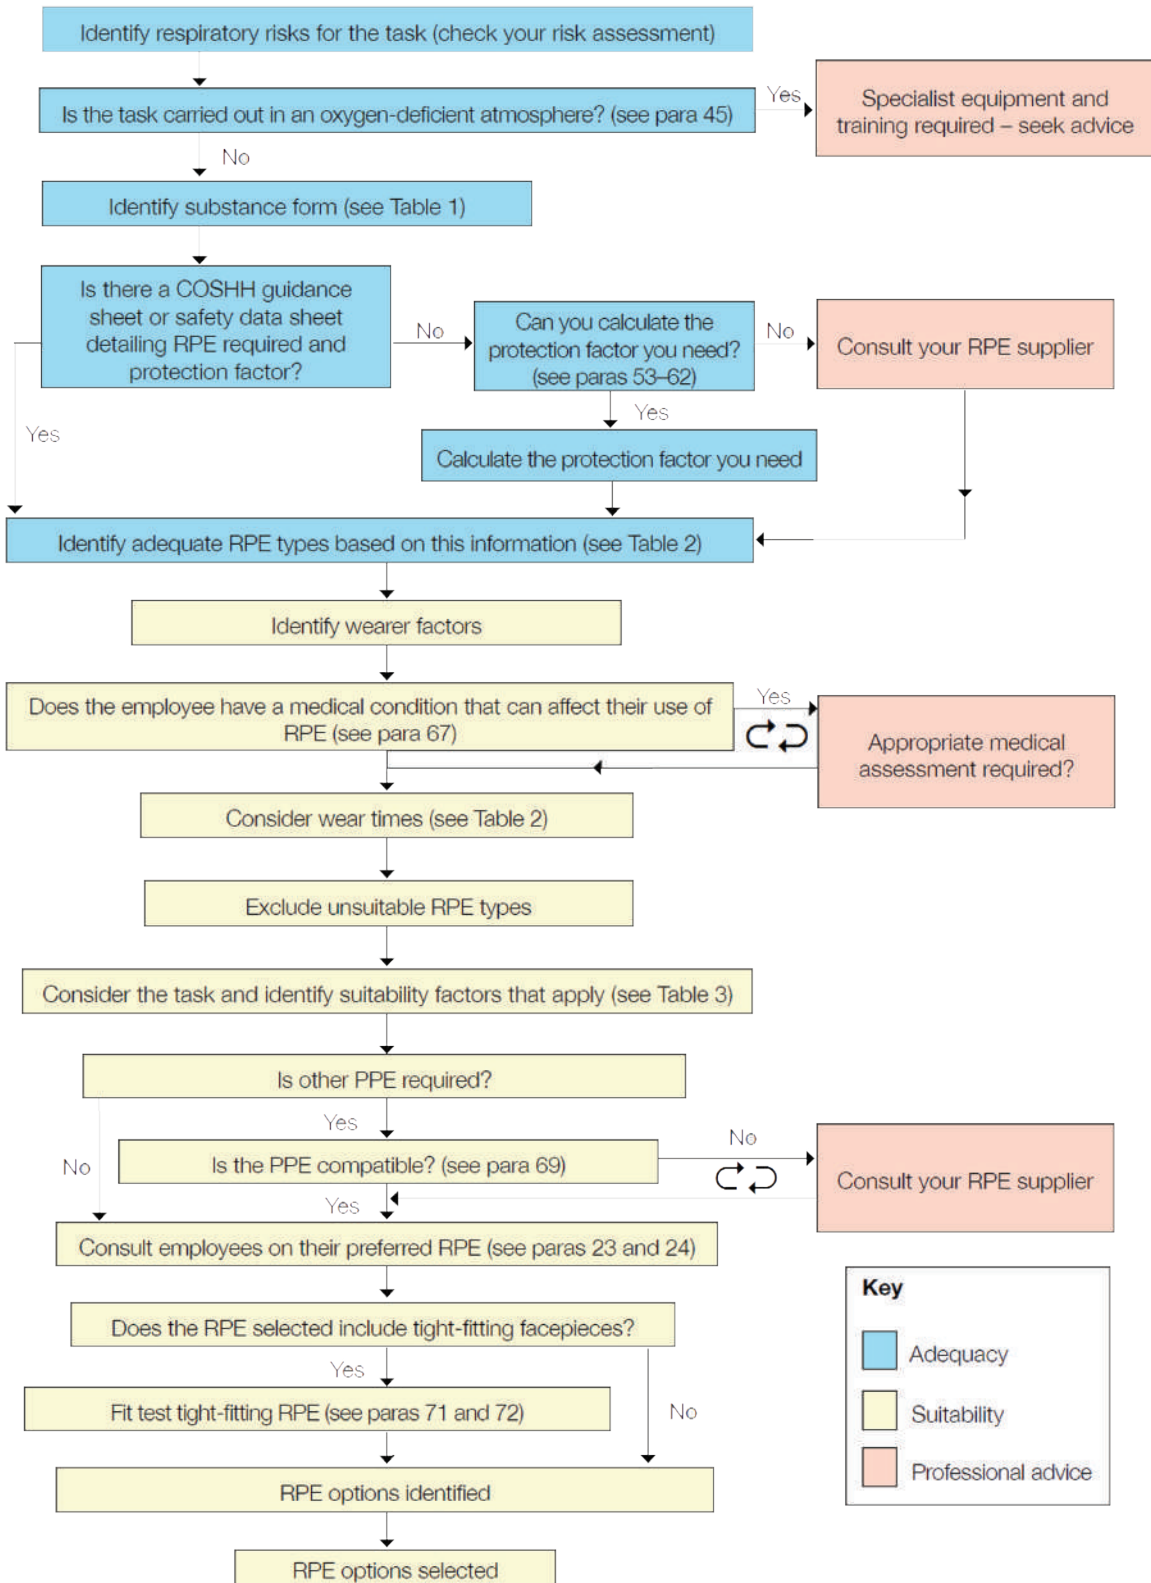 Identify respiratory risks for the task (check your risk assessment)
Is the task carried out in an oxygen-deficient atmosphere? (see para 45)
Yes
Specialist equipment and
training required – seek advice
No
Identify substance form (see Table 1)
Is there a COSHH guidance
sheet or safety data sheet
detailing RPE required and
protection factor?
No
Can you calculate the
protection factor you need?
(see paras 53–62)
No
Consult your RPE supplier
Yes
Yes
Calculate the protection factor you need
Identify adequate RPE types based on this information (see Table 2)
Identify wearer factors
Does the employee have a medical condition that can affect their use of
RPE (see para 67)
Yes
Appropriate medical
assessment required?
Consider wear times (see Table 2)
Exclude unsuitable RPE types
Consider the task and identify suitability factors that apply (see Table 3)
Is other PPE required?
Yes
No
Is the PPE compatible? (see para 69)
No
Consult your RPE supplier
Yes
Consult employees on their preferred RPE (see paras 23 and 24)
Does the RPE selected include tight-fitting facepieces?
Yes
No
Fit test tight-fitting RPE (see paras 71 and 72)
RPE options identified
RPE options selected
Key
Adequacy
Suitability
Professional advice